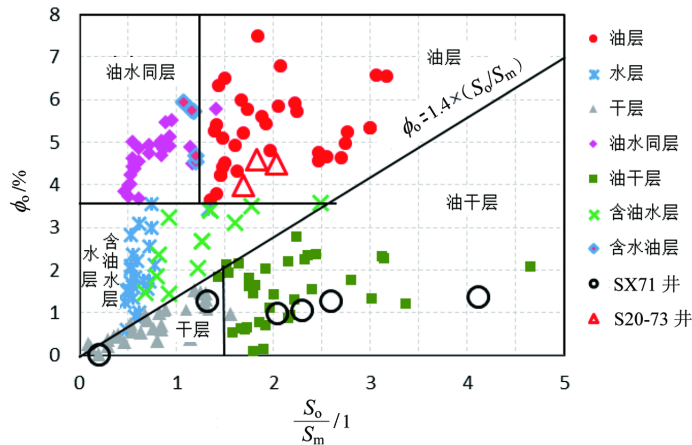 8
7
6
5
4
3
2
1
0
ϕo/%
0
1
2
3
4
5
So/Sm/1
油水同层
油层
ϕo=1.4×(So/Sm)
油干层
水层
含油水层
干层
油层
水层
干层
油水同层
油干层
含油水层
含水油层
SX71 井
S20-73 井